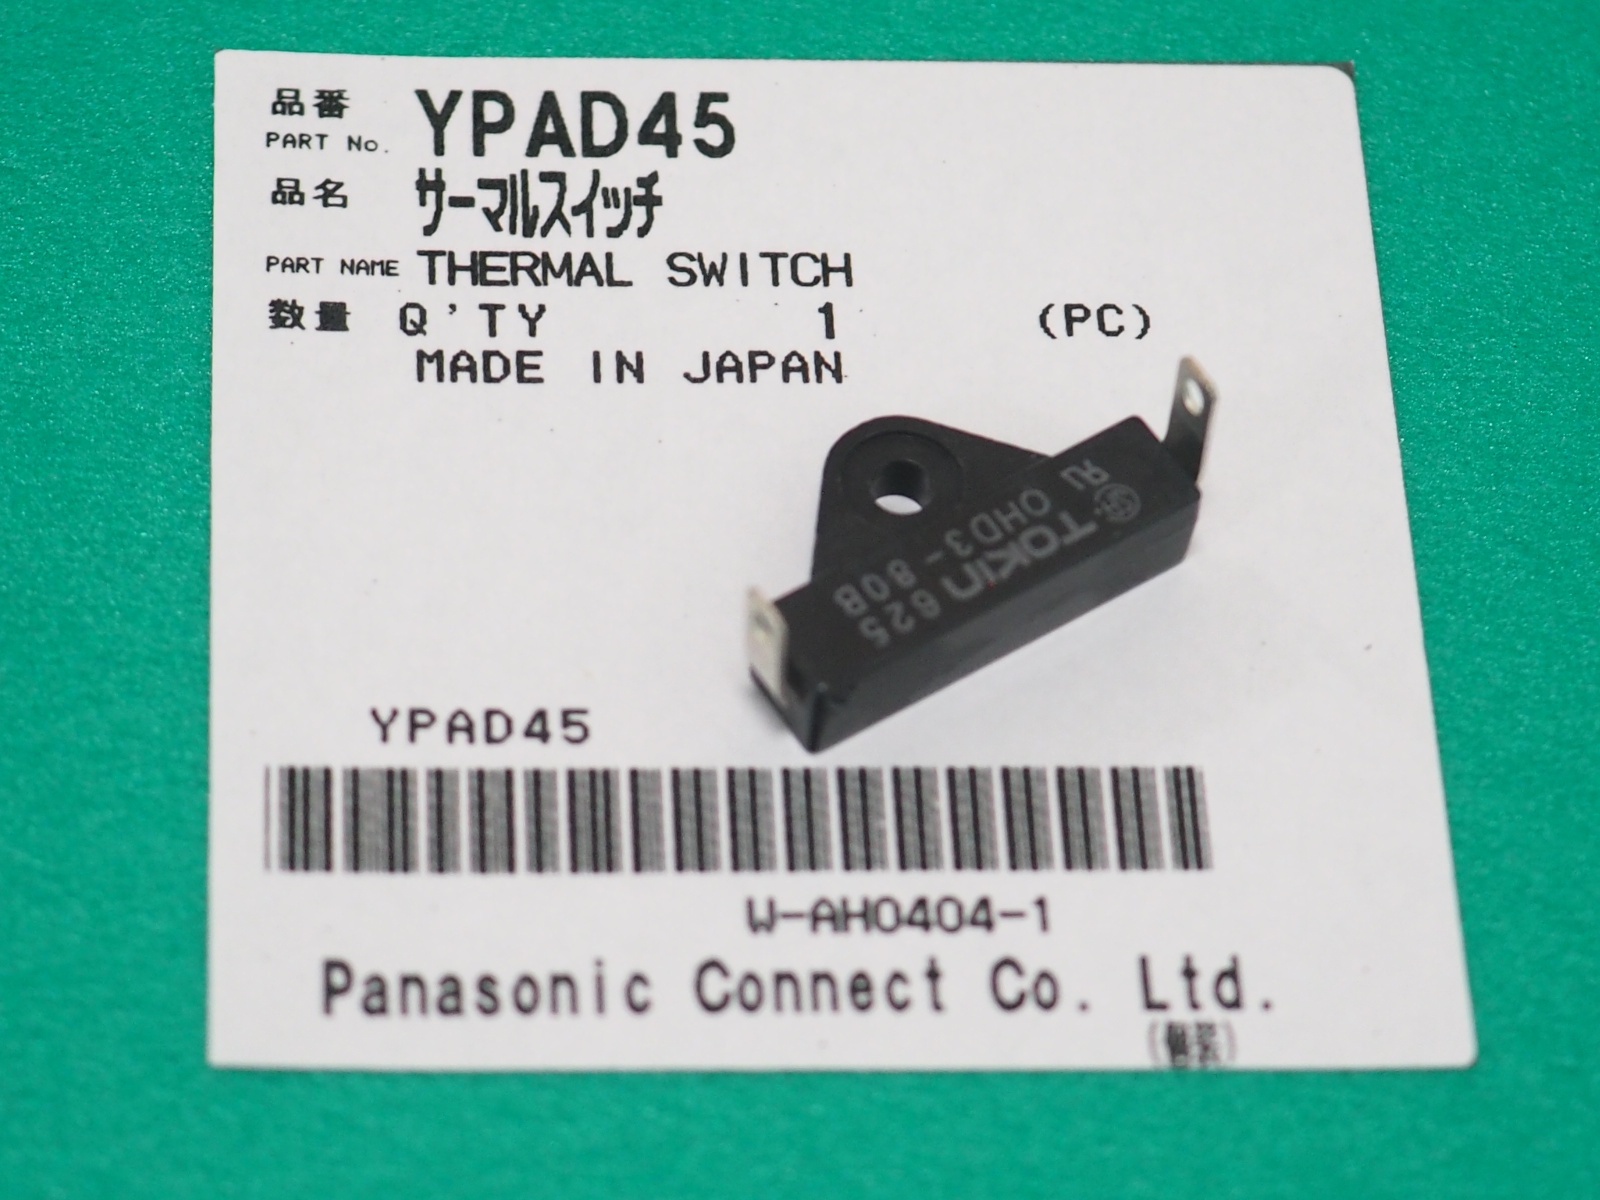 品番 YPAD45
PART No.
品名 サーマルスイッチ
PART NAME THERMAL SWITCH
数量 Q'TY 1 (PC)
MADE IN JAPAN
TOKIN 625
OHD3-80B
YPAD45
W-AH0404-1
Panasonic Connect Co. Ltd.